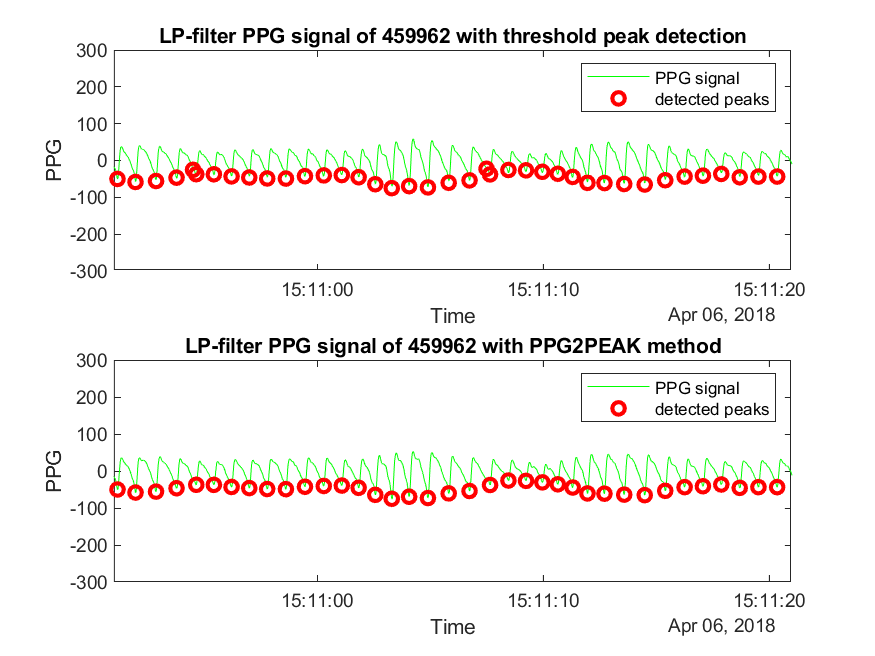 LP-filter PPG signal of 459962 with threshold peak detection
300
200
100
0
-100
-200
-300
PPG
PPG signal
detected peaks
15:11:00
15:11:10
15:11:20
Time
Apr 06, 2018
LP-filter PPG signal of 459962 with PPG2PEAK method
300
200
100
0
-100
-200
-300
PPG
PPG signal
detected peaks
15:11:00
15:11:10
15:11:20
Time
Apr 06, 2018